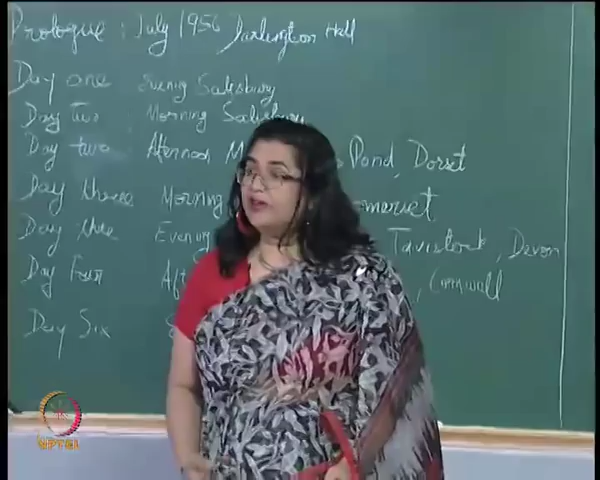 Prologue : July 1956 Darlington Hall
Day one Evening Salisbury
Day Two Morning Salisbury
Day two Afternoon, Pond, Dorset
Day three Morning
Day three Evening Tavistock, Devon
Day Four Cornwall
Day Six
NPTEL